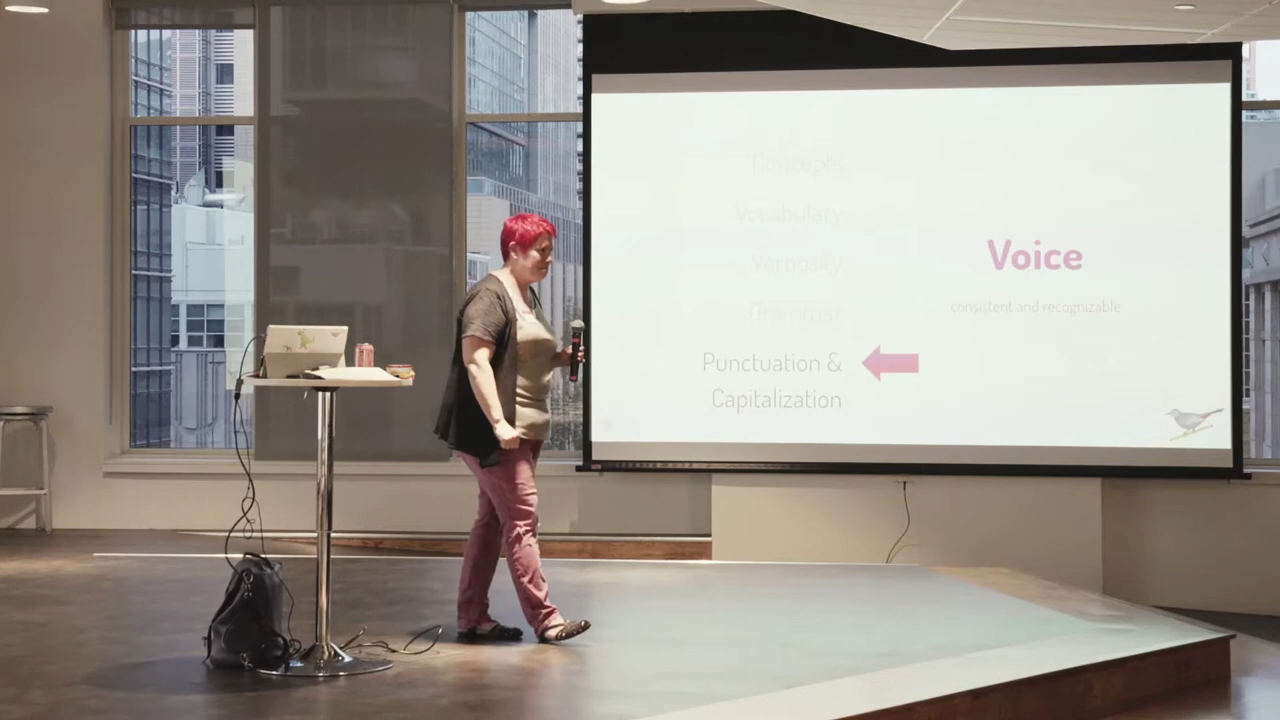 Concepts
Vocabulary
Verbosity
Grammar
Punctuation &
Capitalization
Voice
consistent and recognizable